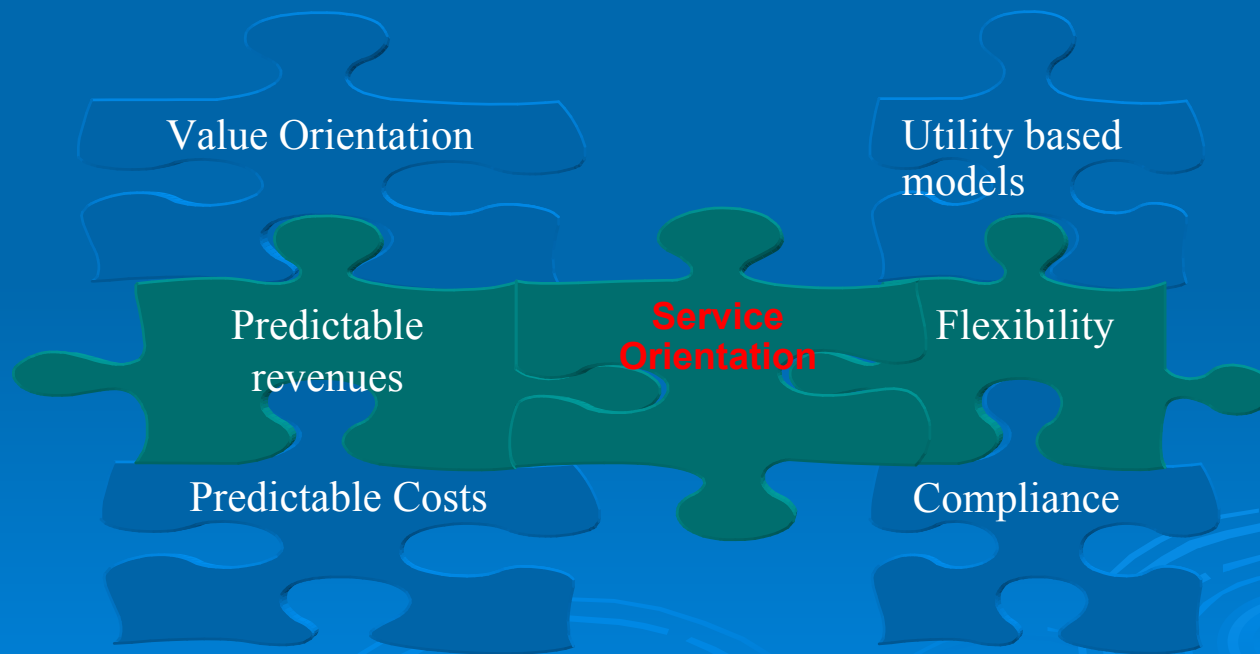 Value Orientation
Utility based
models
Predictable
revenues
Service
Orientation
Flexibility
Predictable Costs
Compliance